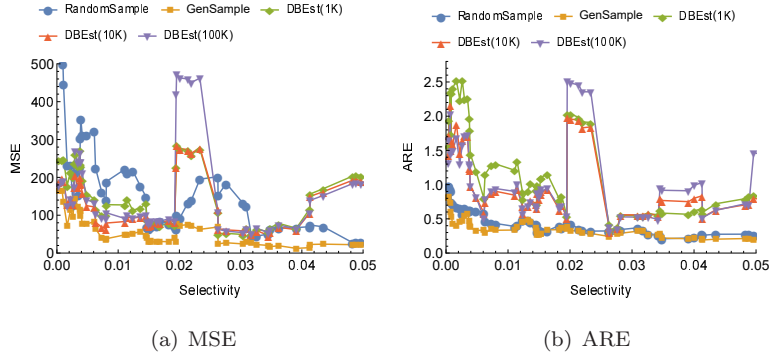 RandomSample GenSample DBEst(1K)
DBEst(10K) DBEst(100K)
500
400
300
200
100
0
MSE
0.00 0.01 0.02 0.03 0.04 0.05
Selectivity
(a) MSE
RandomSample GenSample DBEst(1K)
DBEst(10K) DBEst(100K)
2.5
2.0
1.5
1.0
0.5
0.0
ARE
0.00 0.01 0.02 0.03 0.04 0.05
Selectivity
(b) ARE